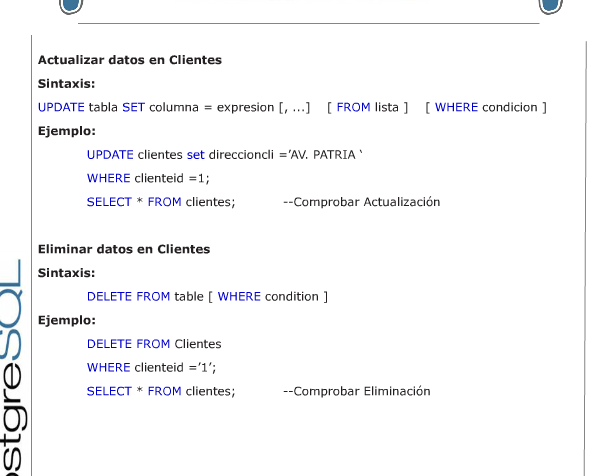 Actualizar datos en Clientes
Sintaxis:
UPDATE tabla SET columna = expresion [, ...] [ FROM lista ] [ WHERE condicion ]
Ejemplo:
UPDATE clientes set direccioncli =’AV. PATRIA ‘
WHERE clienteid =1;
SELECT * FROM clientes; --Comprobar Actualización
Eliminar datos en Clientes
Sintaxis:
DELETE FROM table [ WHERE condition ]
Ejemplo:
DELETE FROM Clientes
WHERE clienteid =’1’;
SELECT * FROM clientes; --Comprobar Eliminación
ostgreSQL